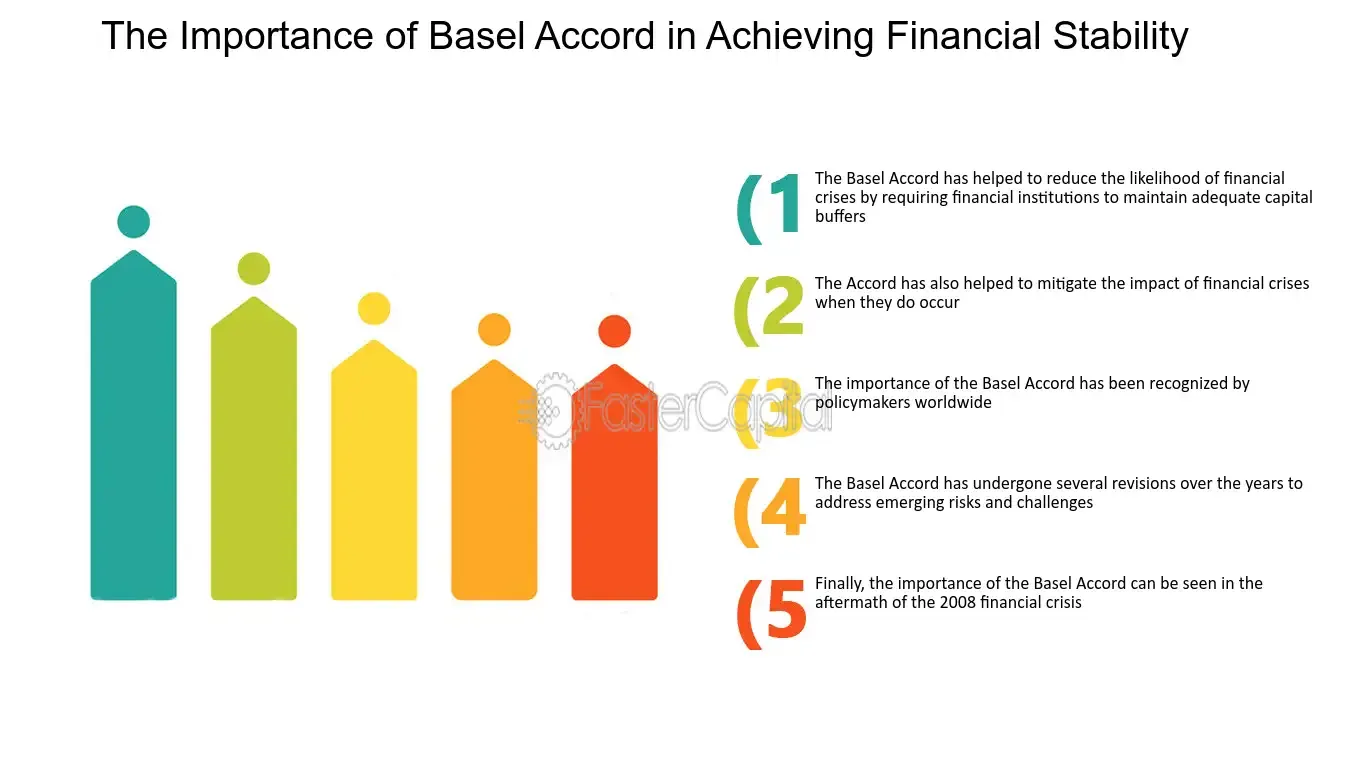 The Importance of Basel Accord in Achieving Financial Stability
(1
The Basel Accord has helped to reduce the likelihood of financial
crises by requiring financial institutions to maintain adequate capital
buffers
(2
The Accord has also helped to mitigate the impact of financial crises
when they do occur
(3
The importance of the Basel Accord has been recognized by
policymakers worldwide
FasterCapital
(4
The Basel Accord has undergone several revisions over the years to
address emerging risks and challenges
(5
Finally, the importance of the Basel Accord can be seen in the
aftermath of the 2008 financial crisis